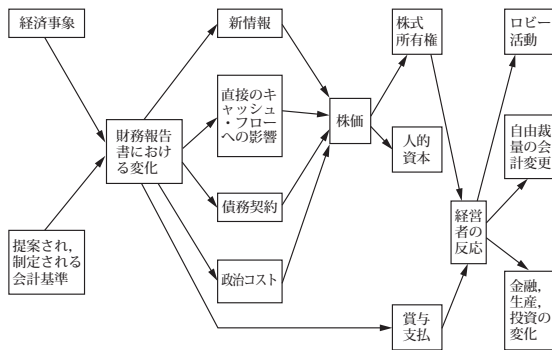 経済事象
提案され，
制定される
会計基準
財務報告
書におけ
る変化
新情報
直接のキ
ャッシュ
・フロー
への影響
債務契約
政治コスト
株価
株式
所有権
人的
資本
賞与
支払
経営
者の
反応
ロビー
活動
自由裁
量の会
計変更
金融，
生産，
投資の
変化